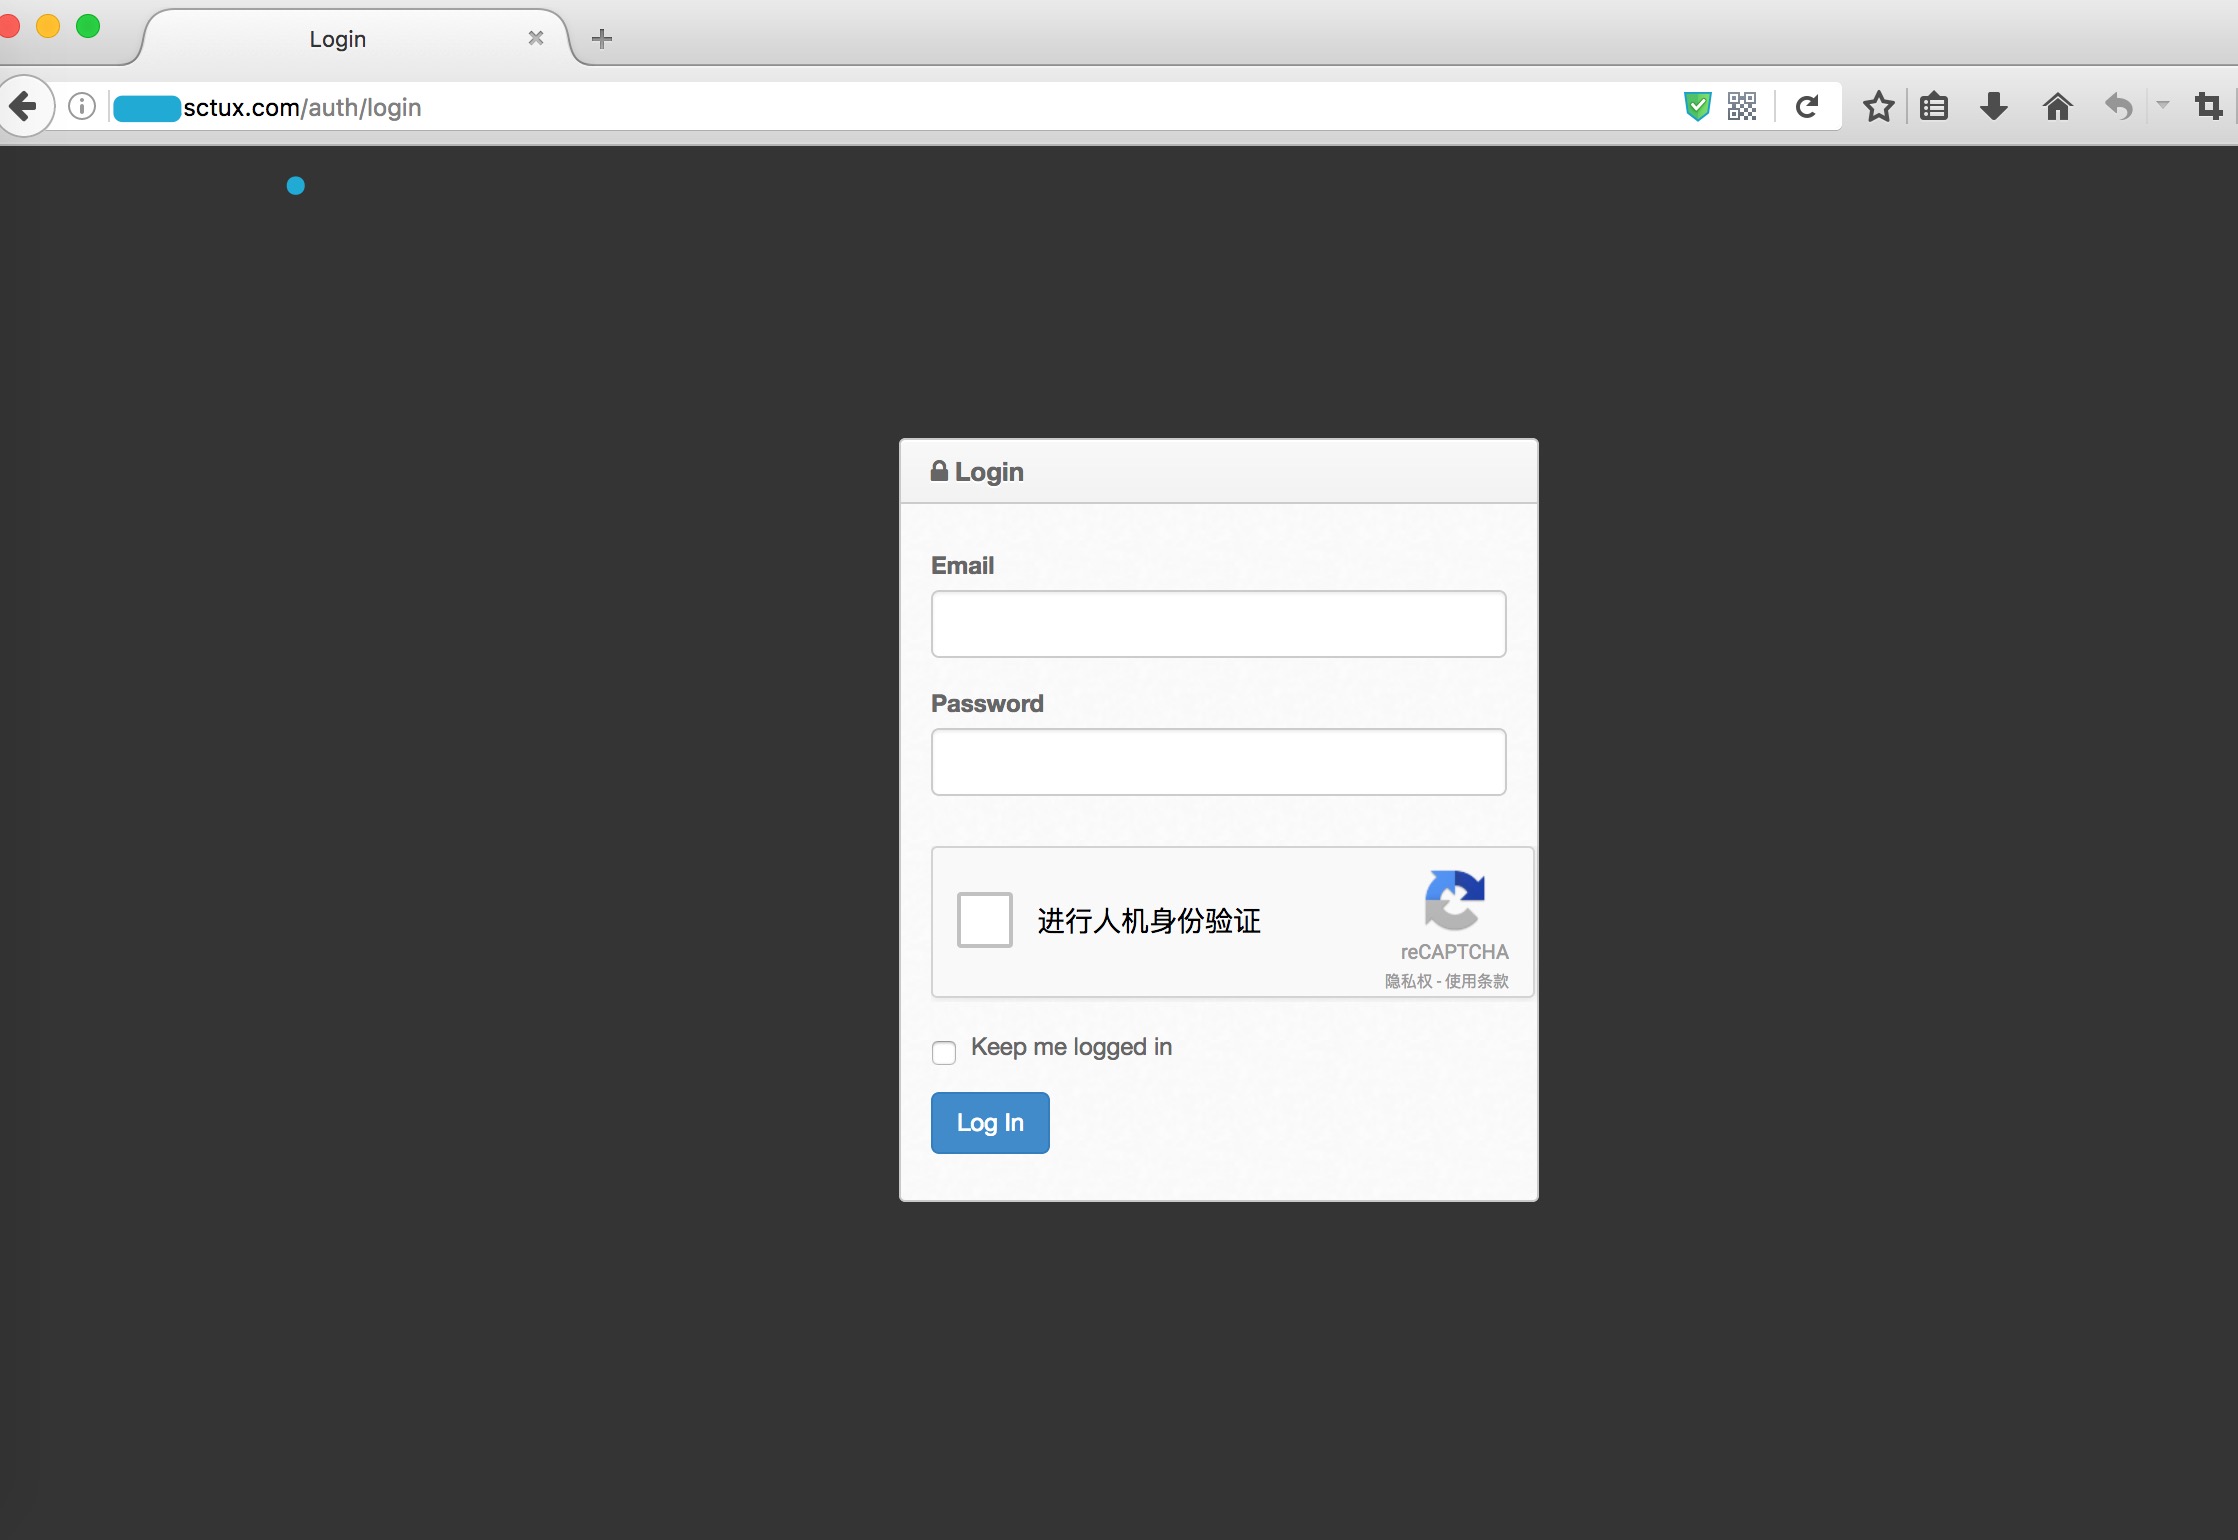 Login
sctux.com/auth/login
Login
Email
Password
进行人机身份验证
reCAPTCHA
隐私权 - 使用条款
Keep me logged in
Log In